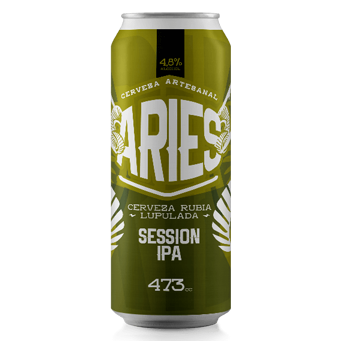 4,8%
CERVEZA ARTESANAL
ARIES
CERVEZA RUBIA
~ LUPULADA ~
SESSION
IPA
473cc